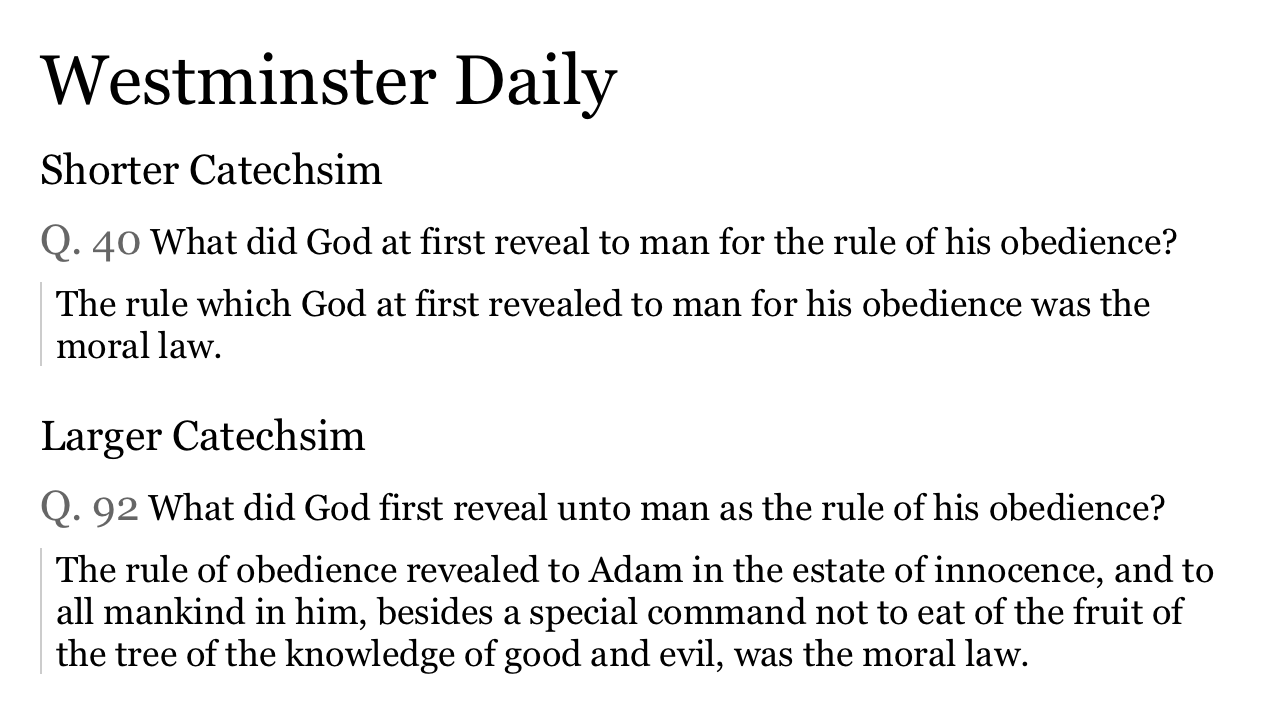 Westminster Daily
Shorter Catechsim
Q. 40 What did God at first reveal to man for the rule of his obedience?
The rule which God at first revealed to man for his obedience was the
moral law.
Larger Catechsim
Q. 92 What did God first reveal unto man as the rule of his obedience?
The rule of obedience revealed to Adam in the estate of innocence, and to
all mankind in him, besides a special command not to eat of the fruit of
the tree of the knowledge of good and evil, was the moral law.